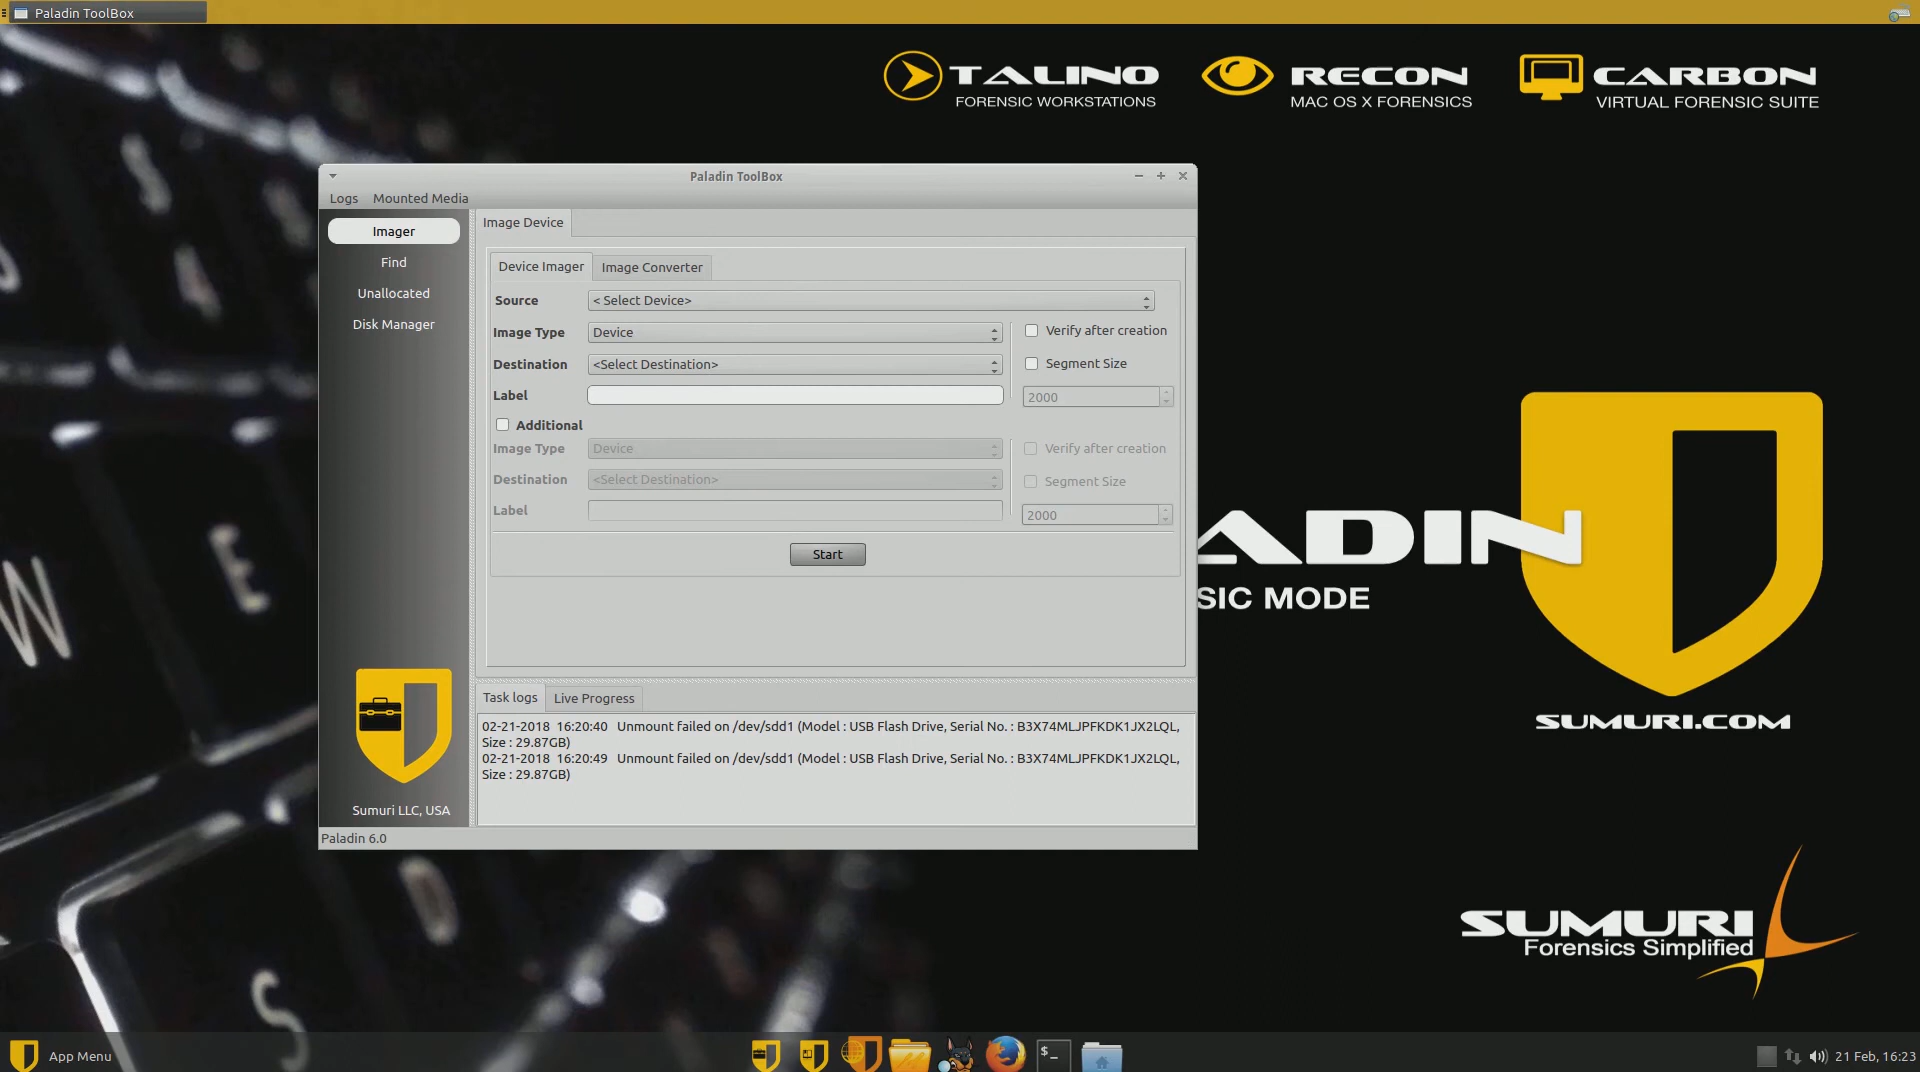 Paladin ToolBox
TALINO
FORENSIC WORKSTATIONS
RECON
MAC OS X FORENSICS
CARBON
VIRTUAL FORENSIC SUITE
Paladin ToolBox
Logs Mounted Media
Imager
Find
Unallocated
Disk Manager
Image Device
Device Imager Image Converter
Source < Select Device>
Image Type Device
Verify after creation
Destination <Select Destination>
Segment Size
Label
2000
Additional
Image Type Device
Verify after creation
Destination <Select Destination>
Segment Size
Label
2000
Start
Task logs Live Progress
02-21-2018 16:20:40 Unmount failed on /dev/sdd1 (Model : USB Flash Drive, Serial No. : B3X74MLJPFKDK1JX2LQL,
Size : 29.87GB)
02-21-2018 16:20:49 Unmount failed on /dev/sdd1 (Model : USB Flash Drive, Serial No. : B3X74MLJPFKDK1JX2LQL,
Size : 29.87GB)
Sumuri LLC, USA
Paladin 6.0
ADIN
SIC MODE
SUMURI.COM
SUMURI
Forensics Simplified
W
E
S
App Menu
$_
21 Feb, 16:23